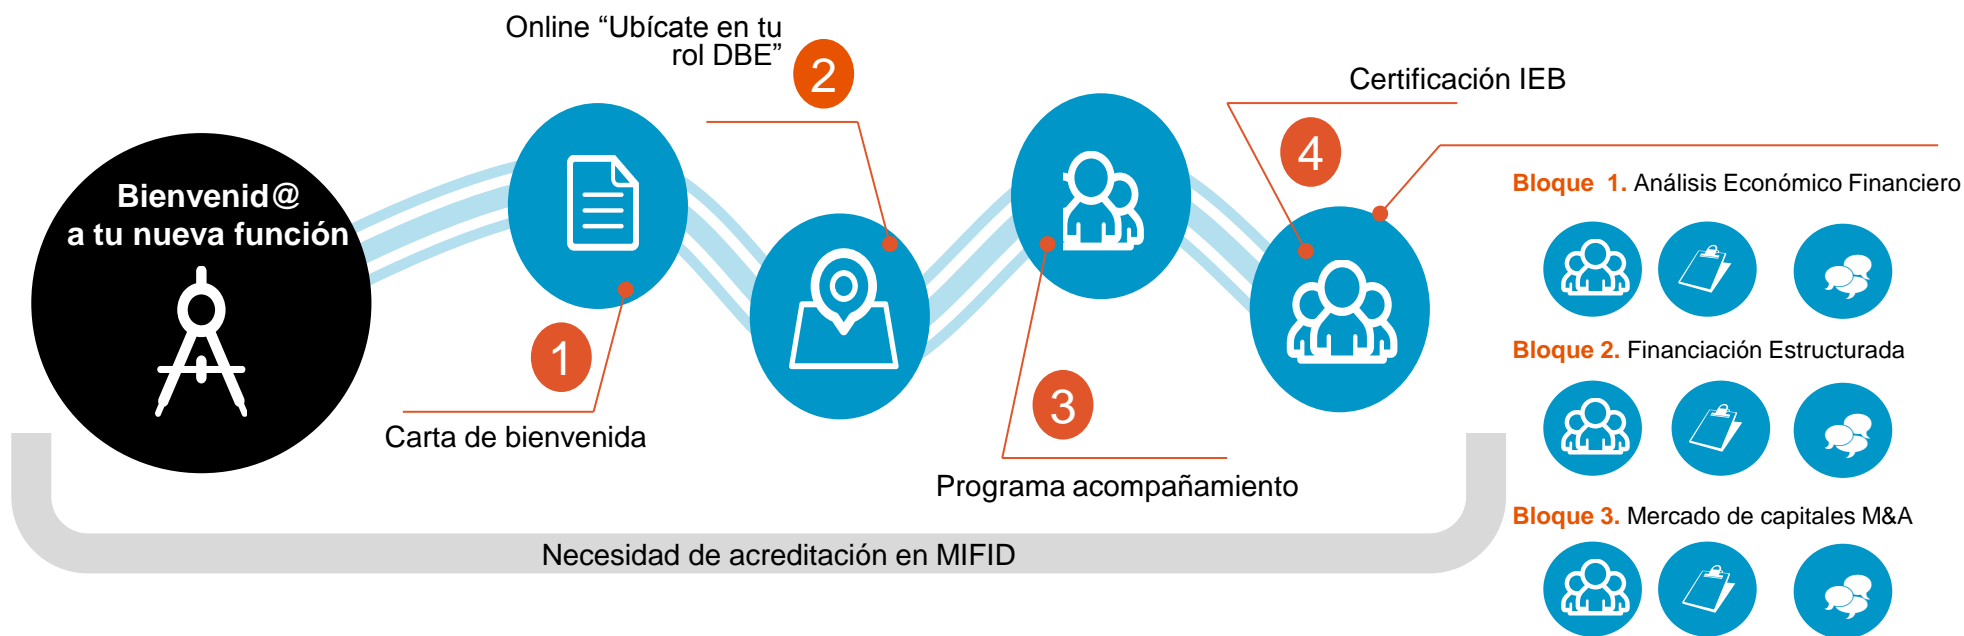 Bienvenid@
a tu nueva función
1
Carta de bienvenida
Online “Ubícate en tu
rol DBE”
2
3
Programa acompañamiento
Certificación IEB
4
Bloque 1. Análisis Económico Financiero
Bloque 2. Financiación Estructurada
Bloque 3. Mercado de capitales M&A
Necesidad de acreditación en MIFID